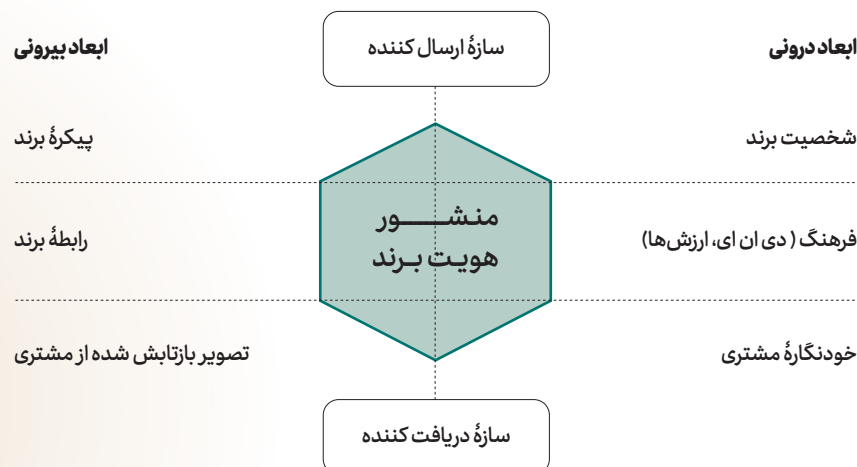 سازهٔ ارسال کننده
ابعاد درونی
ابعاد بیرونی
شخصیت برند
پیکرهٔ برند
منشــــور
هویت بـرند
فرهنگ ( دی ان ای، ارزش‌ها)
رابطهٔ برند
خودنگارهٔ مشتری
تصویر بازتابش شده از مشتری
سازهٔ دریافت کننده